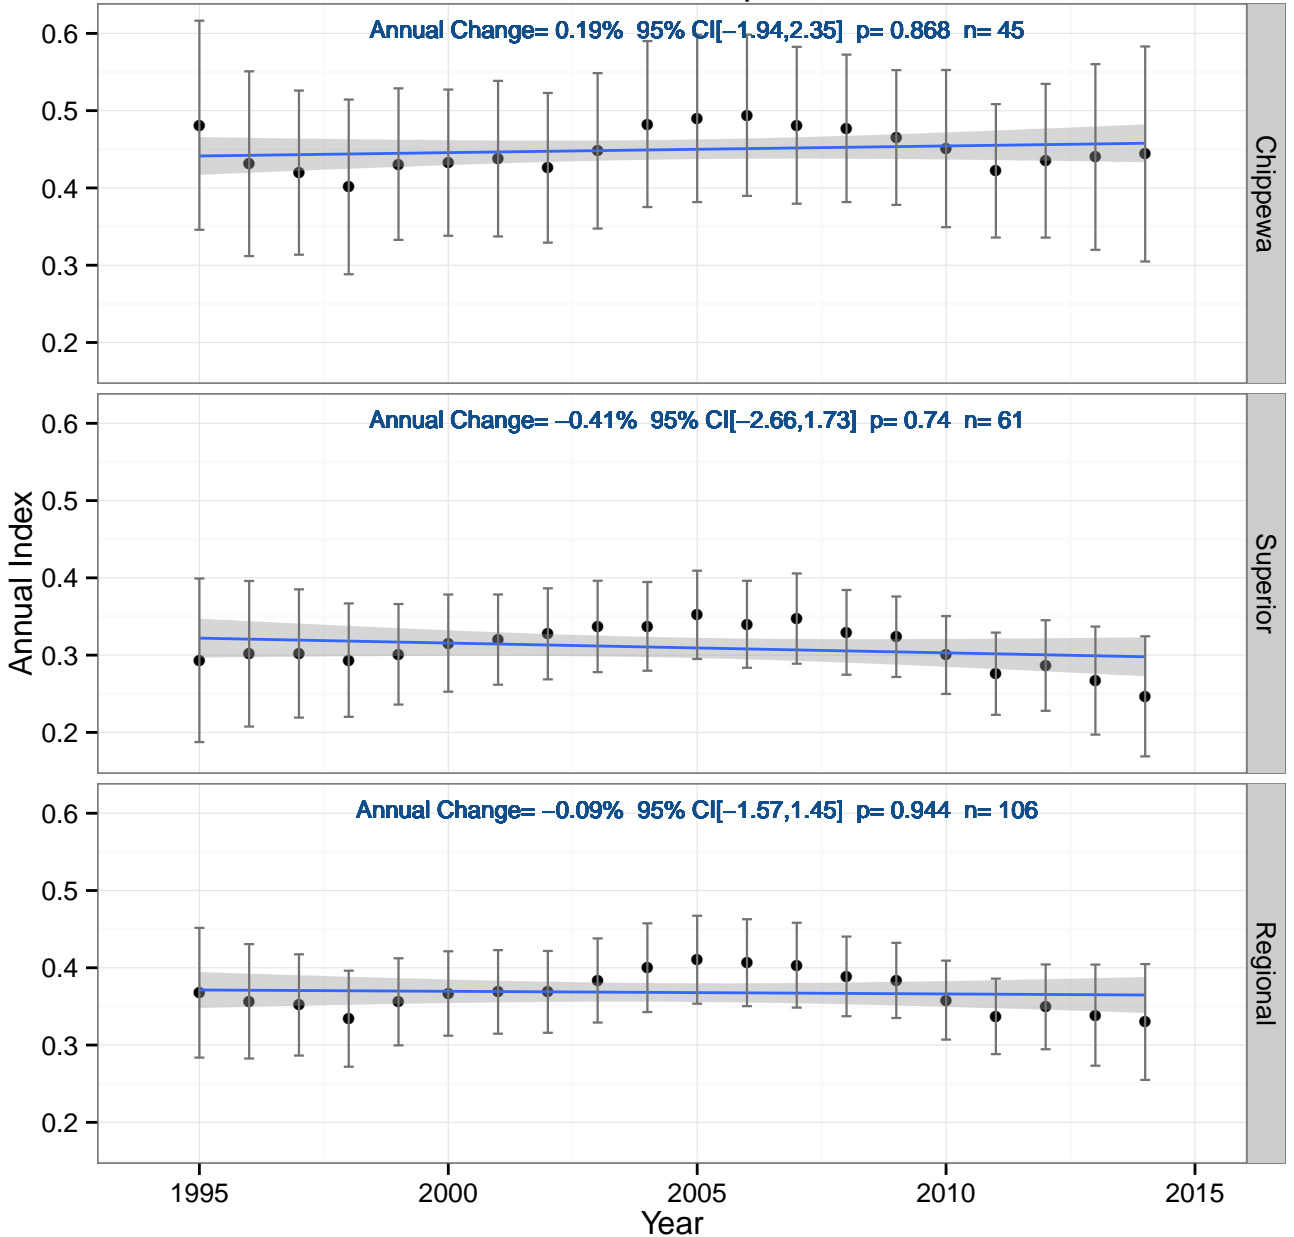 Annual Change= 0.19%  95% CI[−1.94,2.35]  p= 0.868  n= 45
0.6
0.5
0.4
0.3
0.2
Chippewa
Annual Change= −0.41%  95% CI[−2.66,1.73]  p= 0.74  n= 61
0.6
0.5
0.4
0.3
0.2
Superior
Annual Index
Annual Change= −0.09%  95% CI[−1.57,1.45]  p= 0.944  n= 106
0.6
0.5
0.4
0.3
0.2
Regional
1995 2000 2005 2010 2015
Year